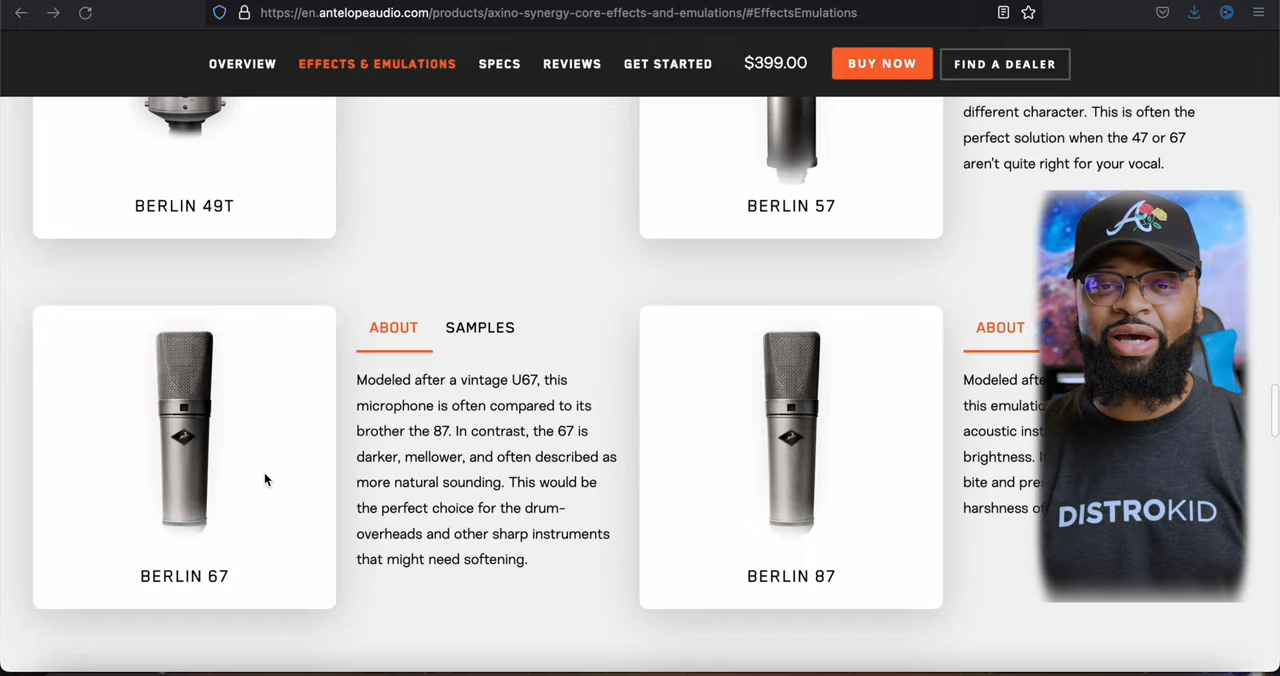 https://en.antelopeaudio.com/products/axino-synergy-core-effects-and-emulations/#EffectsEmulations
OVERVIEW EFFECTS & EMULATIONS SPECS REVIEWS GET STARTED $399.00 BUY NOW FIND A DEALER
different character. This is often the
perfect solution when the 47 or 67
aren't quite right for your vocal.
BERLIN 49T
BERLIN 57
ABOUT SAMPLES
Modeled after a vintage U67, this
microphone is often compared to its
brother the 87. In contrast, the 67 is
darker, mellower, and often described as
more natural sounding. This would be
the perfect choice for the drum-
overheads and other sharp instruments
that might need softening.
BERLIN 67
BERLIN 87
ABOUT
Modeled
this
acoustic
brightness.
bite and
harshness
A
DISTROKID